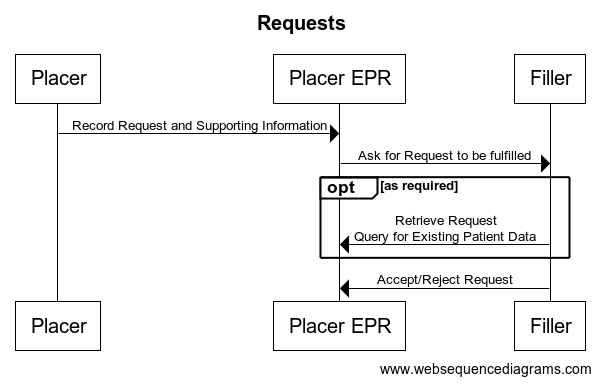 Requests
Placer
Placer EPR
Filler
Record Request and Supporting Information
Ask for Request to be fulfilled
opt
[as required]
Retrieve Request
Query for Existing Patient Data
Accept/Reject Request
Placer
Placer EPR
Filler
www.websequencediagrams.com